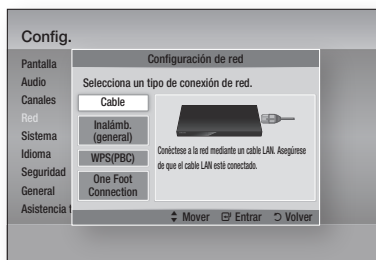 Config.
Pantalla
Audio
Canales
Red
Sistema
Idioma
Seguridad
General
Asistencia t
Configuración de red
Selecciona un tipo de conexión de red.
Cable
Inalámb.
(general)
WPS(PBC)
One Foot
Connection
Conéctese a la red mediante un cable LAN. Asegúrese
de que el cable LAN esté conectado.
Mover Entrar Volver